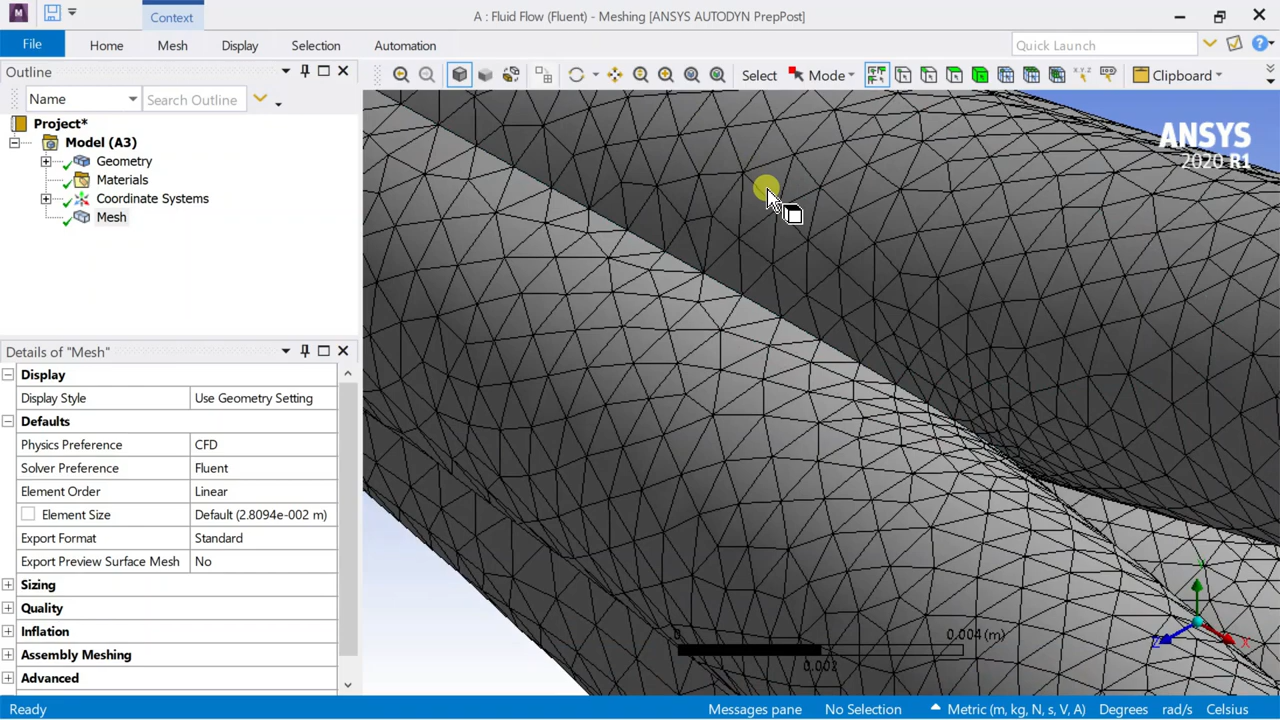 Context
A : Fluid Flow (Fluent) - Meshing [ANSYS AUTODYN PrepPost]
File
Home
Mesh
Display
Selection
Automation
Quick Launch
Outline
Select
Mode
Clipboard
Name
Search Outline
Project*
Model (A3)
Geometry
Materials
Coordinate Systems
Mesh
ANSYS
2020 R1
Details of "Mesh"
Display
Display Style Use Geometry Setting
Defaults
Physics Preference CFD
Solver Preference Fluent
Element Order Linear
Element Size Default (2.8094e-002 m)
Export Format Standard
Export Preview Surface Mesh No
Sizing
Quality
Inflation
Assembly Meshing
Advanced
0
0.004 (m)
0.002
Y
Z
X
Ready
Messages pane
No Selection
Metric (m, kg, N, s, V, A)
Degrees
rad/s
Celsius